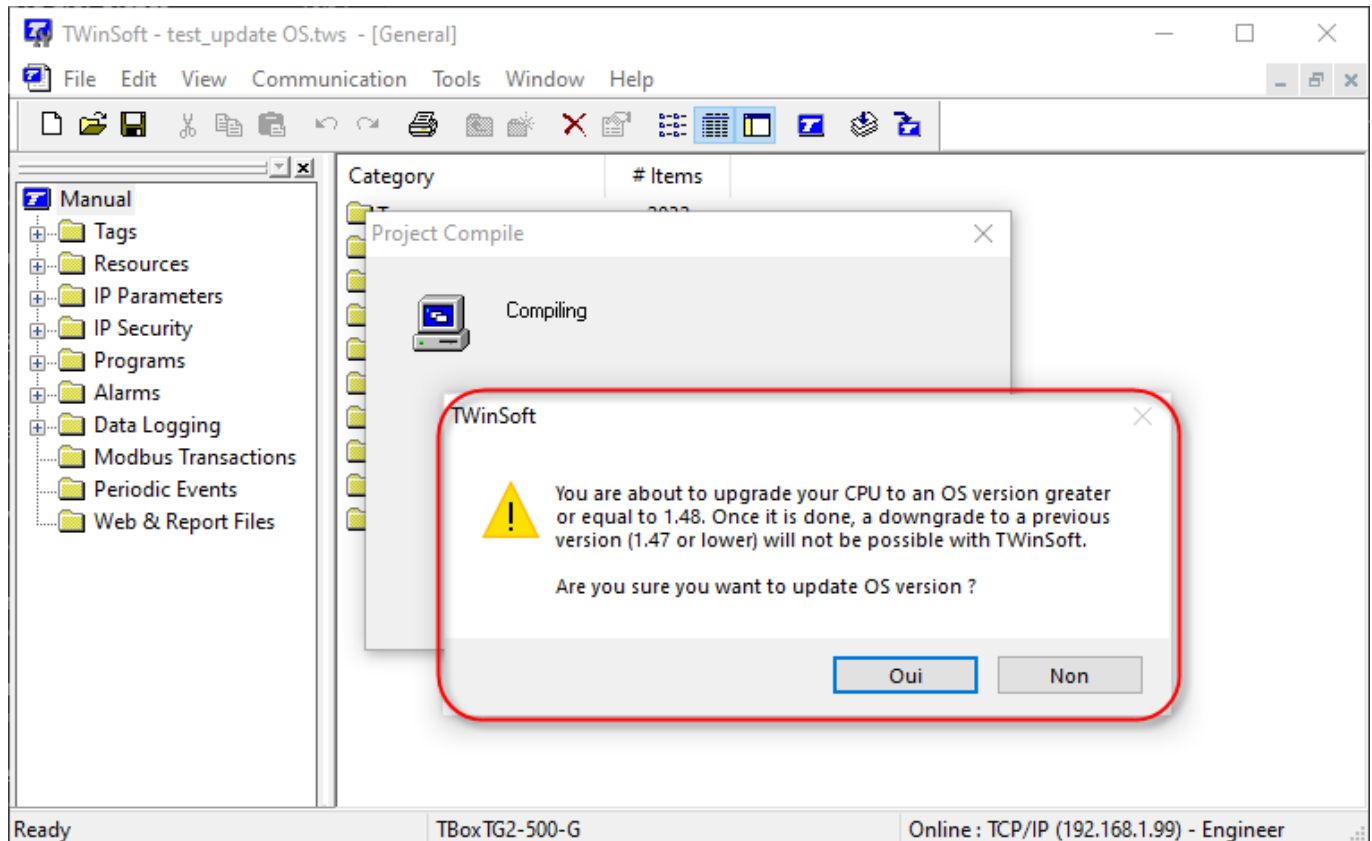 TWinSoft - test_update OS.tws - [General]
File Edit View Communication Tools Window Help
Category # Items
Manual
Tags
Resources
IP Parameters
IP Security
Programs
Alarms
Data Logging
Modbus Transactions
Periodic Events
Web & Report Files
Project Compile
Compiling
TWinSoft
You are about to upgrade your CPU to an OS version greater
or equal to 1.48. Once it is done, a downgrade to a previous
version (1.47 or lower) will not be possible with TWinSoft.
Are you sure you want to update OS version ?
Oui Non
Ready TBoxTG2-500-G Online : TCP/IP (192.168.1.99) - Engineer